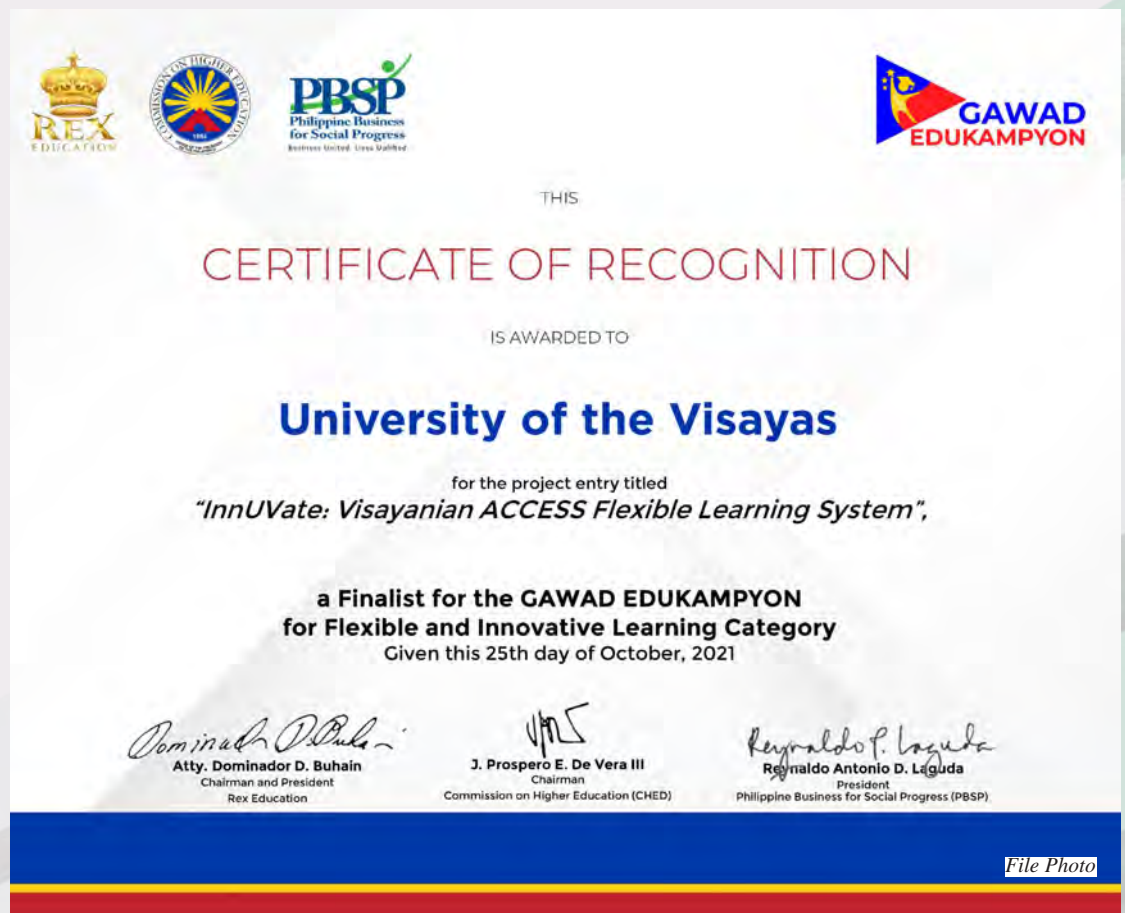 REX
EDUCATION
COMMISSION ON HIGHER EDUCATION
PBSP
Philippine Business
for Social Progress
GAWAD
EDUKAMPYON
THIS
CERTIFICATE OF RECOGNITION
IS AWARDED TO
University of the Visayas
for the project entry titled
"InnUVate: Visayanian ACCESS Flexible Learning System",
a Finalist for the GAWAD EDUKAMPYON
for Flexible and Innovative Learning Category
Given this 25th day of October, 2021
Atty. Dominador D. Buhain
Chairman and President
Rex Education
J. Prospero E. De Vera III
Chairman
Commission on Higher Education (CHED)
Reynaldo Antonio D. Laguda
President
Philippine Business for Social Progress (PBSP)
File Photo